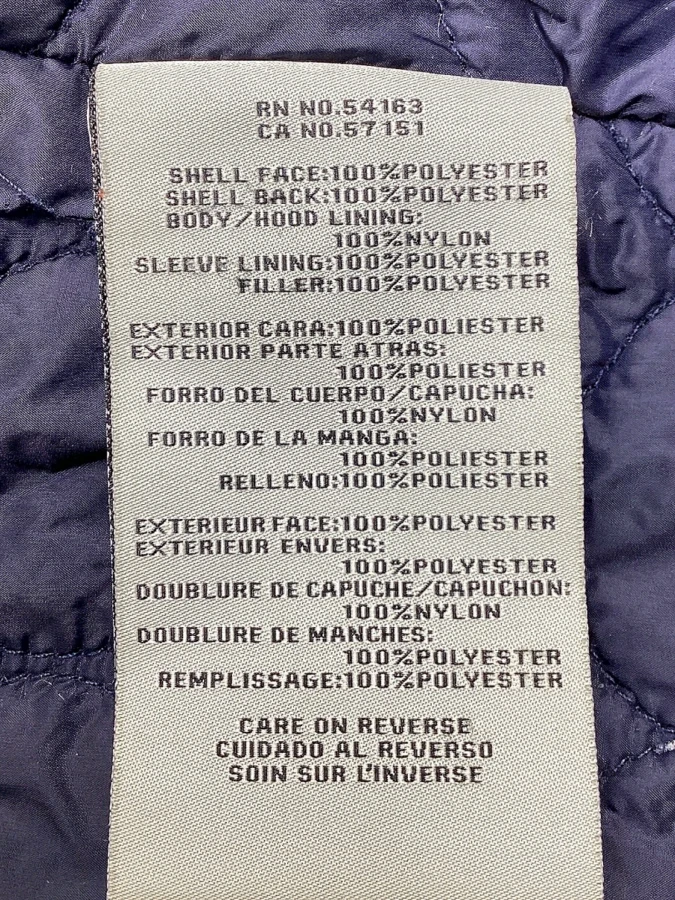 RN NO.54163
CA NO.57151
SHELL FACE:100%POLYESTER
SHELL BACK:100%POLYESTER
BODY/HOOD LINING:
100%NYLON
SLEEVE LINING:100%POLYESTER
FILLER:100%POLYESTER
EXTERIOR CARA:100%POLIESTER
EXTERIOR PARTE ATRAS:
100%POLIESTER
FORRO DEL CUERPO/CAPUCHA:
100%NYLON
FORRO DE LA MANGA:
100%POLIESTER
RELLENO:100%POLIESTER
EXTERIEUR FACE:100%POLYESTER
EXTERIEUR ENVERS:
100%POLYESTER
DOUBLURE DE CAPUCHE/CAPUCHON:
100%NYLON
DOUBLURE DE MANCHES:
100%POLYESTER
REMPLISSAGE:100%POLYESTER
CARE ON REVERSE
CUIDADO AL REVERSO
SOIN SUR L'INVERSE